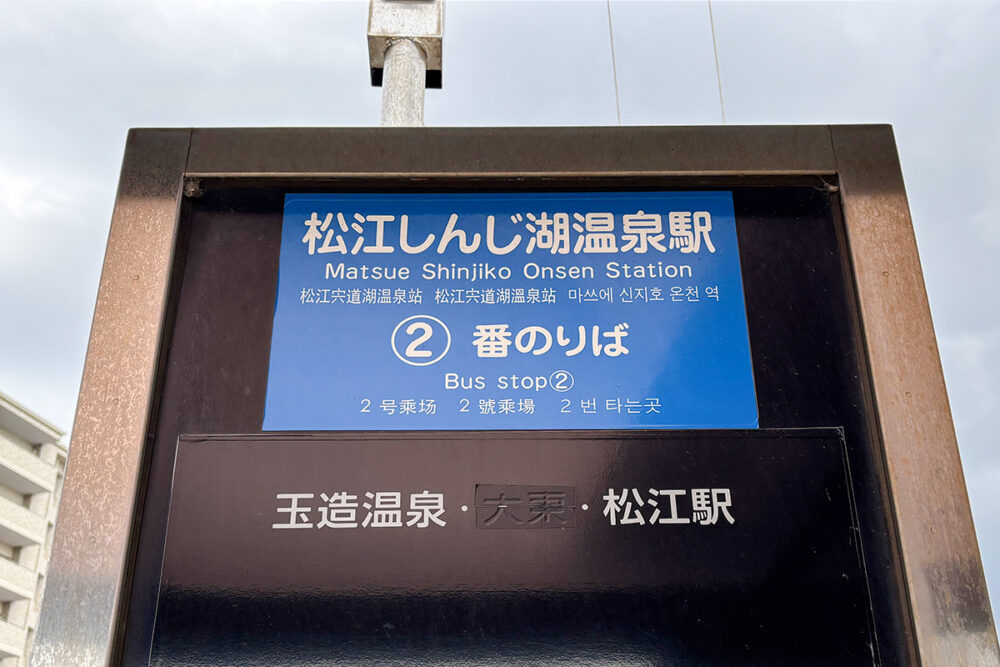 松江しんじ湖温泉駅
Matsue Shinjiko Onsen Station
松江宍道湖温泉站 松江宍道湖溫泉站 마쓰에 신지호 온천 역
② 番のりば
Bus stop②
2 号乘场 2 號乘場 2 번 타는곳
玉造温泉・大東・松江駅